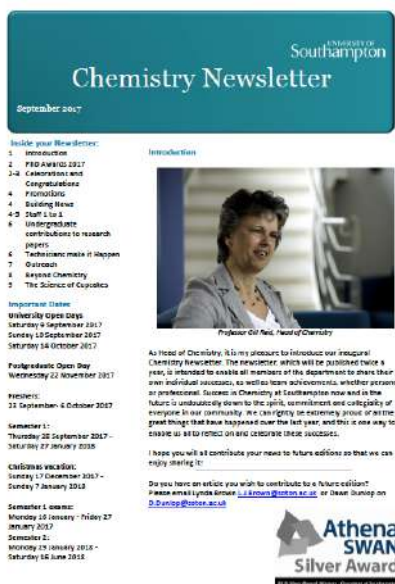 UNIVERSITY OF
Southampton
Chemistry Newsletter
September 2017
Inside your Newsletter:
1 Introduction
2 PhD Awards 2017
2-3 Celebrations and
Congratulations
4 Promotions
4 Building News
4-5 Staff 1 to 1
6 Undergraduate
contributions to research
papers
6 Technicians make it Happen
7 Outreach
8 Beyond Chemistry
9 The Science of Cupcakes
Important Dates
University Open Days
Saturday 9 September 2017
Sunday 10 September 2017
Saturday 14 October 2017
Postgraduate Open Day
Wednesday 22 November 2017
Freshers:
23 September- 6 October 2017
Semester 1:
Thursday 28 September 2017 –
Saturday 27 January 2018
Christmas vacation:
Sunday 17 December 2017 –
Sunday 7 January 2018
Semester 1 exams:
Monday 16 January - Friday 27
January 2017
Semester 2:
Monday 29 January 2018 -
Saturday 16 June 2018
Introduction
Professor Gill Reid, Head of Chemistry
As Head of Chemistry, it is my pleasure to introduce our inaugural
Chemistry Newsletter. The newsletter, which will be published twice a
year, is intended to enable all members of the department to share their
own individual successes, as well as team achievements, whether personal
or professional. Success in Chemistry at Southampton now and in the
future is undoubtedly down to the spirit, commitment and collegiality of
everyone in our community. We can rightly be extremely proud of all the
great things that have happened over the last year, and this is one way to
enable us all to reflect on and celebrate these successes.
I hope you will all contribute your news to future editions so that we can
enjoy sharing it!
Do you have an article you wish to contribute to a future edition?
Please email Lynda Brown L.J.Brown@soton.ac.uk or Dawn Dunlop on
D.Dunlop@soton.ac.uk
Athena
SWAN
Silver Award